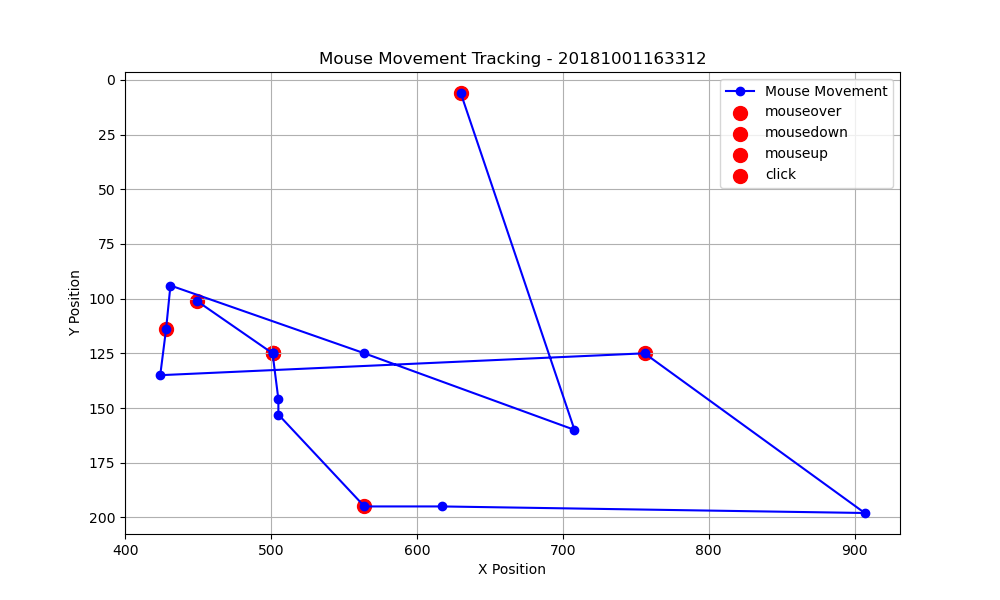 Mouse Movement Tracking - 20181001163312
Mouse Movement
mouseover
mousedown
mouseup
click
Y Position
0
25
50
75
100
125
150
175
200
400 500 600 700 800 900
X Position